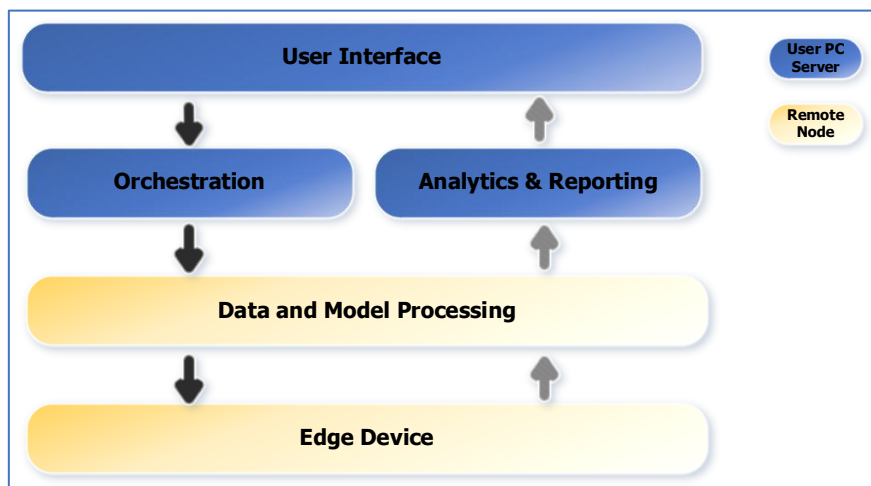 User Interface
User PC
Server
Remote
Node
Orchestration
Analytics & Reporting
Data and Model Processing
Edge Device